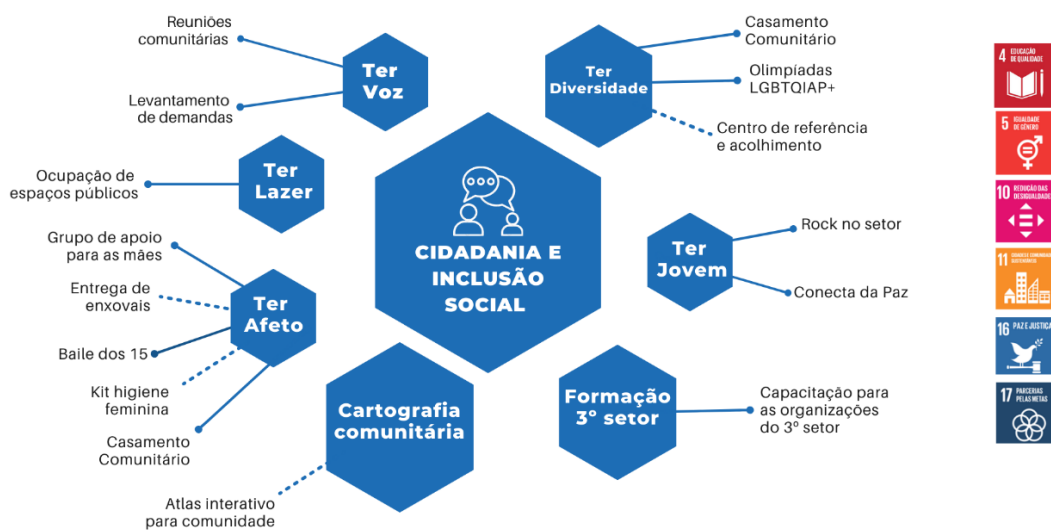 Reuniões
comunitárias
Levantamento
de demandas
Ter
Voz
Casamento
Comunitário
Olimpíadas
LGBTQIAP+
Centro de referência
e acolhimento
Ter
Diversidade
Ocupação de
espaços públicos
Ter
Lazer
CIDADANIA E
INCLUSÃO
SOCIAL
Ter
Jovem
Rock no setor
Conecta da Paz
Grupo de apoio
para as mães
Entrega de
enxovais
Baile dos 15
Kit higiene
feminina
Casamento
Comunitário
Ter
Afeto
Cartografia
comunitária
Atlas interativo
para comunidade
Formação
3º setor
Capacitação para
as organizações
do 3º setor
4 EDUCAÇÃO
DE QUALIDADE
5 IGUALDADE
DE GÊNERO
10 REDUÇÃO DAS
DESIGUALDADES
11 CIDADES E COMUNIDADES
SUSTENTÁVEIS
16 PAZ E JUSTIÇA
17 PARCERIAS
PELAS METAS